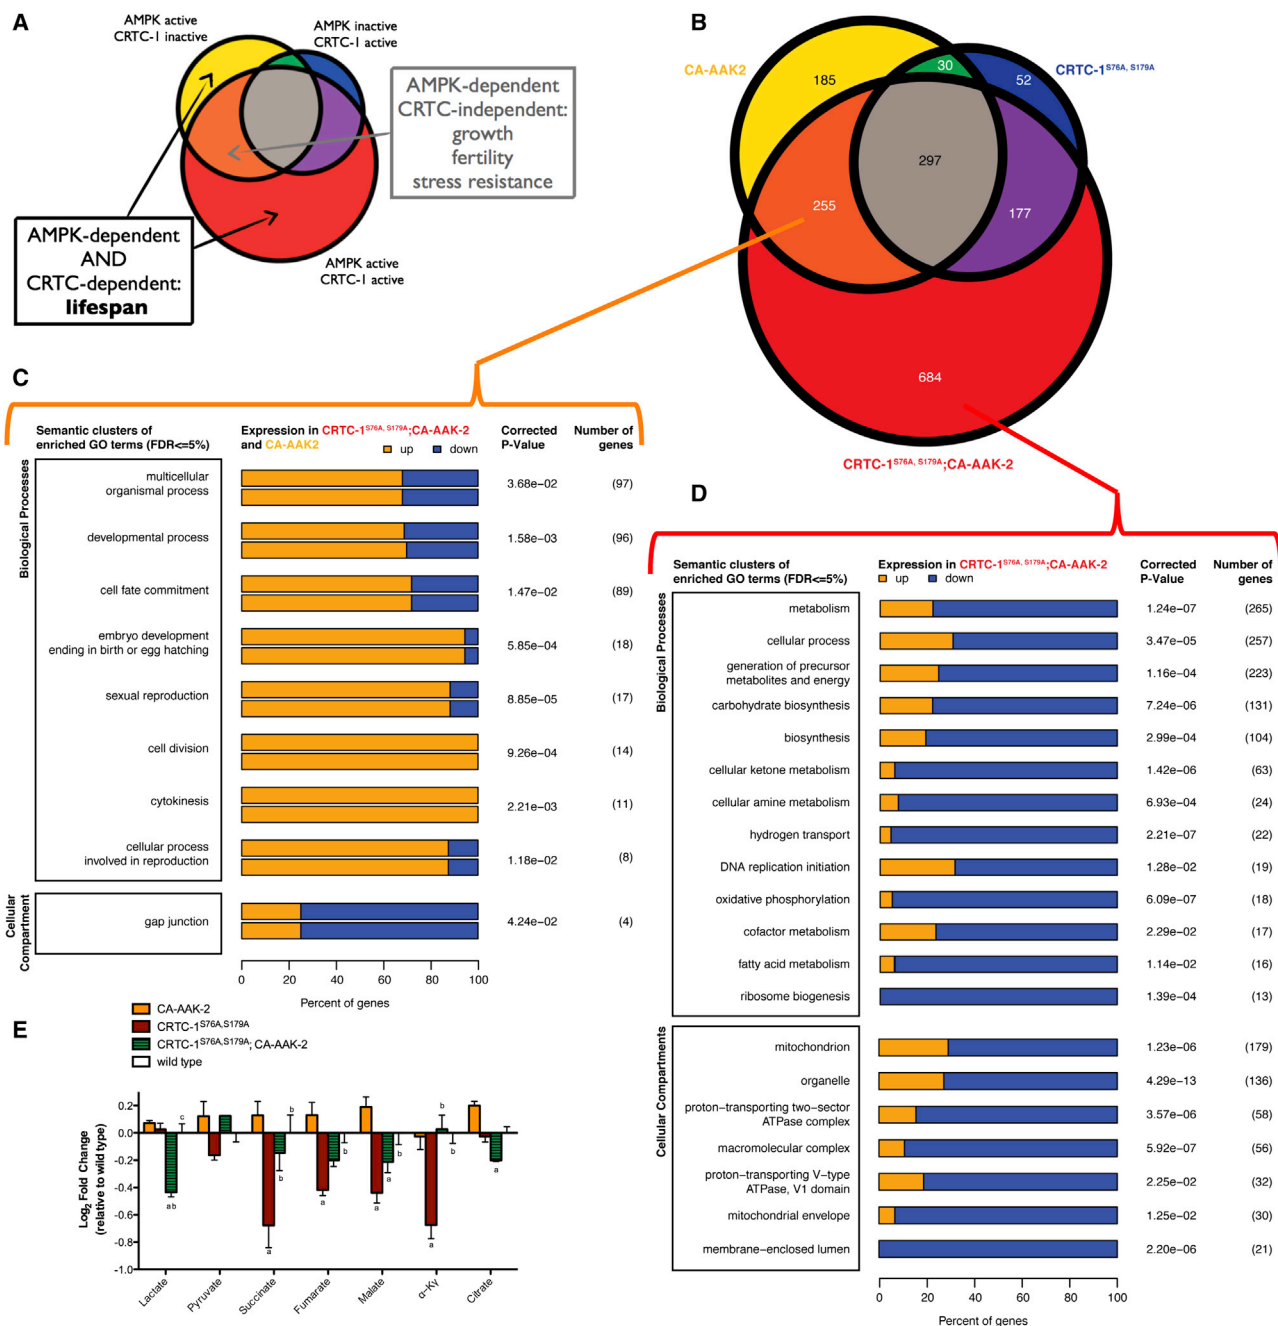 A
AMPK active
CRTC-1 inactive
AMPK inactive
CRTC-1 active
AMPK-dependent
CRTC-independent:
growth
fertility
stress resistance
AMPK-dependent
AND
CRTC-dependent:
lifespan
AMPK active
CRTC-1 active
B
CA-AAK2
CRTC-1S76A, S179A
185
30
52
297
255
177
684
CRTC-1S76A, S179A;CA-AAK-2
C
Semantic clusters of
enriched GO terms (FDR<=5%)
Expression in CRTC-1S76A, S179A;CA-AAK-2
and CA-AAK2
up down
Corrected
P-Value
Number of
genes
Biological Processes
multicellular
organismal process
3.68e−02 (97)
developmental process 1.58e−03 (96)
cell fate commitment 1.47e−02 (89)
embryo development
ending in birth or egg hatching
5.85e−04 (18)
sexual reproduction 8.85e−05 (17)
cell division 9.26e−04 (14)
cytokinesis 2.21e−03 (11)
cellular process
involved in reproduction
1.18e−02 (8)
Cellular
Compartment
gap junction 4.24e−02 (4)
0 20 40 60 80 100
Percent of genes
D
Semantic clusters of
enriched GO terms (FDR<=5%)
Expression in CRTC-1S76A, S179A;CA-AAK-2
up down
Corrected
P-Value
Number of
genes
Biological Processes
metabolism 1.24e−07 (265)
cellular process 3.47e−05 (257)
generation of precursor
metabolites and energy
1.16e−04 (223)
carbohydrate biosynthesis 7.24e−06 (131)
biosynthesis 2.99e−04 (104)
cellular ketone metabolism 1.42e−06 (63)
cellular amine metabolism 6.93e−04 (24)
hydrogen transport 2.21e−07 (22)
DNA replication initiation 1.28e−02 (19)
oxidative phosphorylation 6.09e−07 (18)
cofactor metabolism 2.29e−02 (17)
fatty acid metabolism 1.14e−02 (16)
ribosome biogenesis 1.39e−04 (13)
Cellular Compartments
mitochondrion 1.23e−06 (179)
organelle 4.29e−13 (136)
proton−transporting two−sector
ATPase complex
3.57e−06 (58)
macromolecular complex 5.92e−07 (56)
proton−transporting V−type
ATPase, V1 domain
2.25e−02 (32)
mitochondrial envelope 1.25e−02 (30)
membrane−enclosed lumen 2.20e−06 (21)
0 20 40 60 80 100
Percent of genes
E
CA-AAK-2
CRTC-1S76A,S179A
CRTC-1S76A,S179A; CA-AAK-2
wild type
Log2 Fold Change
(relative to wild type)
0.2
0.0
-0.2
-0.4
-0.6
-0.8
-1.0
ab c
a b b
a b
a b
a b b
a
Lactate
Pyruvate
Succinate
Fumarate
Malate
α-Kγ
Citrate